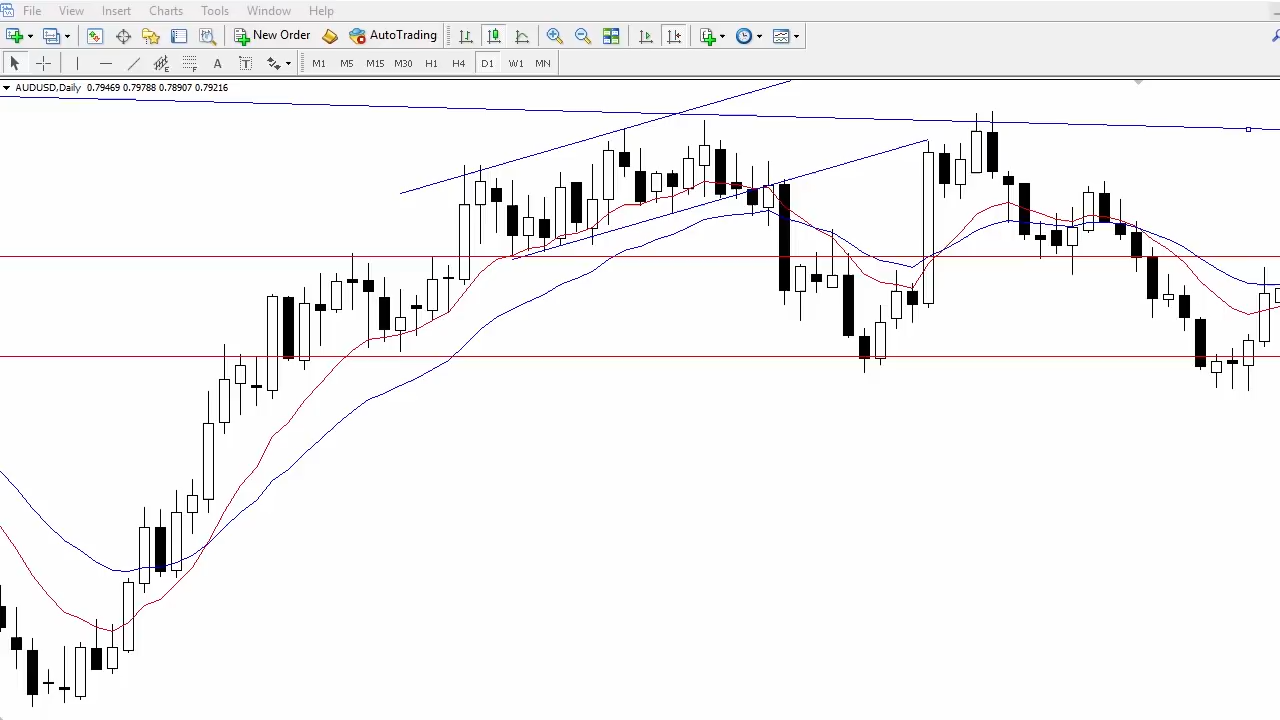 File View Insert Charts Tools Window Help
New Order AutoTrading
A T M1 M5 M15 M30 H1 H4 D1 W1 MN
AUDUSD,Daily 0.79469 0.79788 0.78907 0.79216